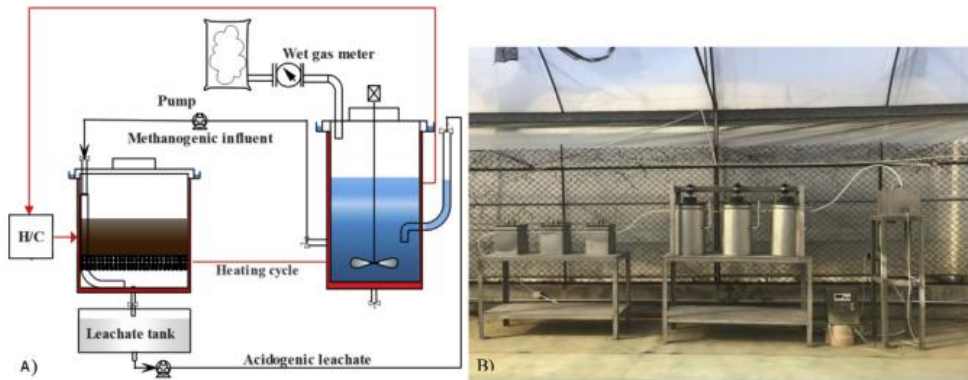 Wet gas meter
Pump
Methanogenic influent
H/C
Heating cycle
Leachate tank
Acidogenic leachate
A)
B)